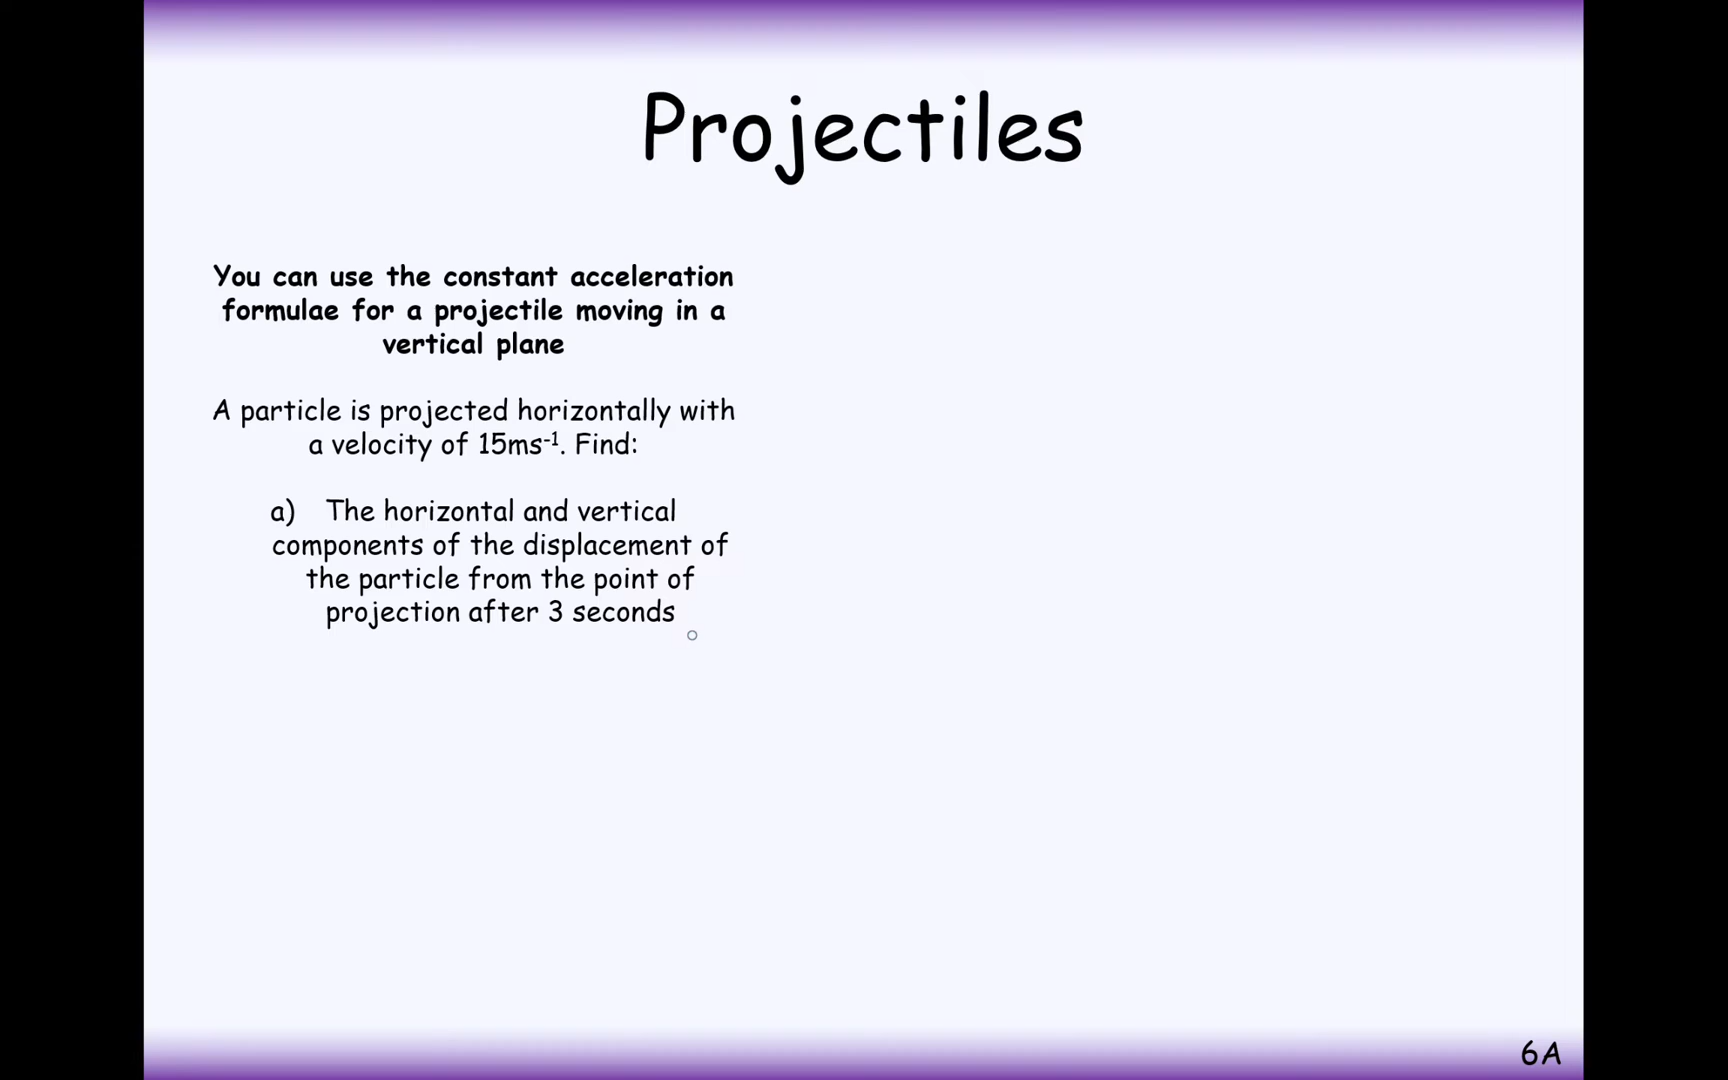 Projectiles
You can use the constant acceleration
formulae for a projectile moving in a
vertical plane
A particle is projected horizontally with
a velocity of 15ms⁻¹. Find:
a) The horizontal and vertical
components of the displacement of
the particle from the point of
projection after 3 seconds
6A